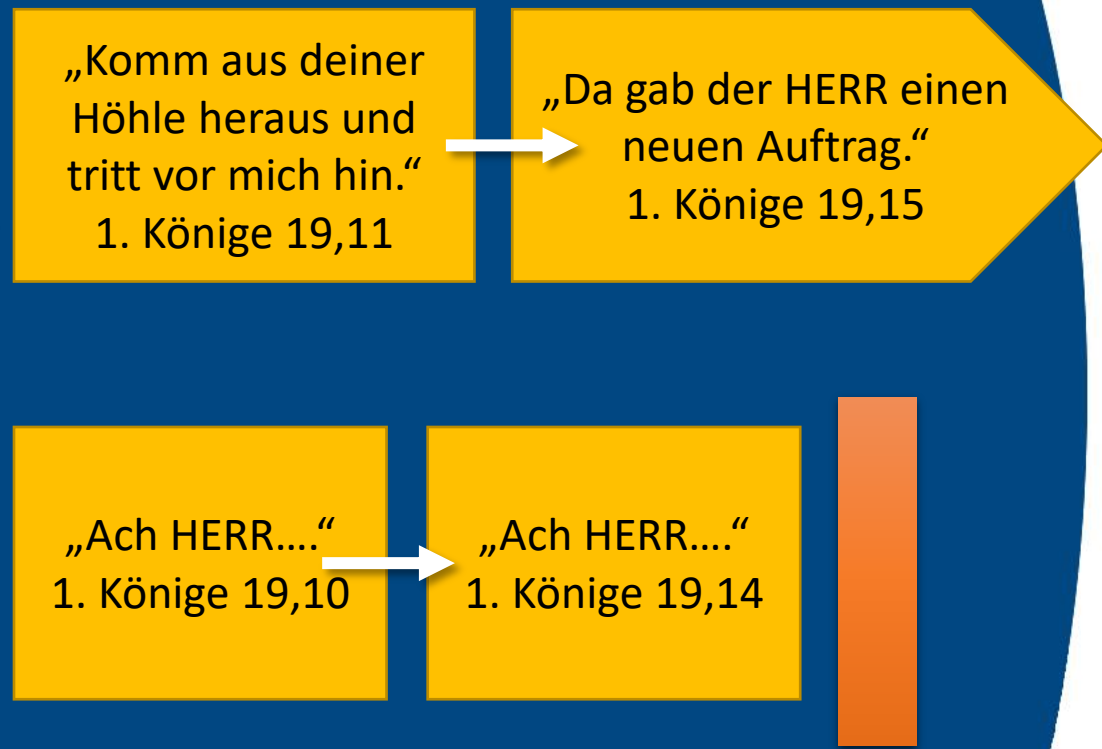 „Komm aus deiner
Höhle heraus und
tritt vor mich hin.“
1. Könige 19,11
„Da gab der HERR einen
neuen Auftrag.“
1. Könige 19,15
„Ach HERR....“
1. Könige 19,10
„Ach HERR....“
1. Könige 19,14